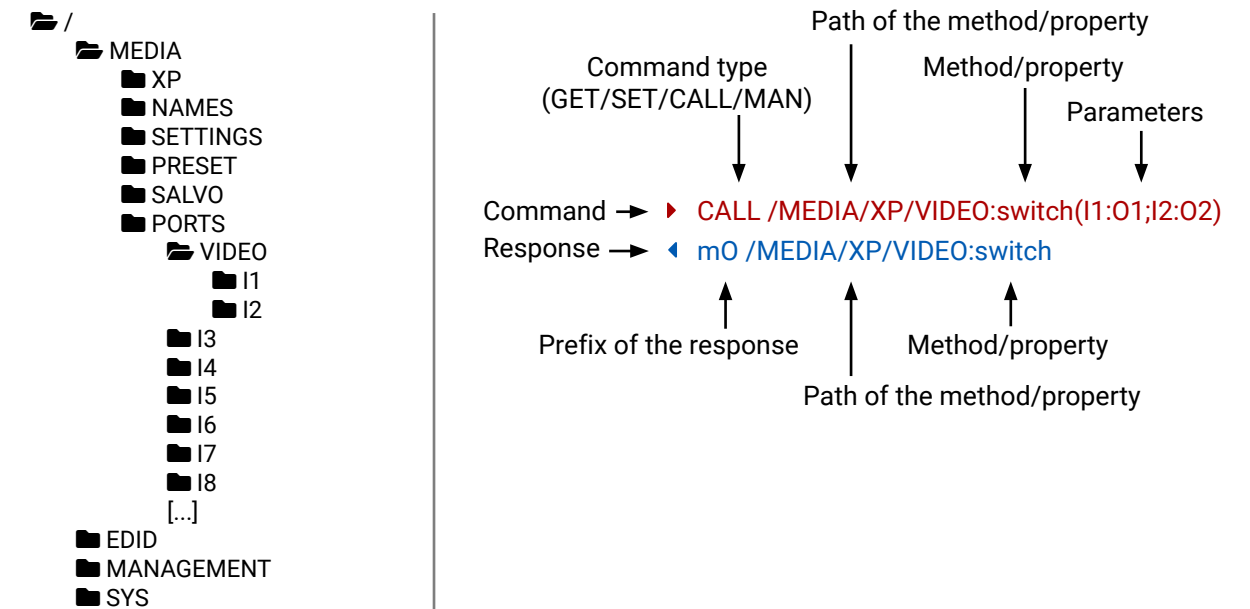 /
MEDIA
XP
NAMES
SETTINGS
PRESET
SALVO
PORTS
VIDEO
I1
I2
I3
I4
I5
I6
I7
I8
[...]
EDID
MANAGEMENT
SYS
Path of the method/property
Command type
(GET/SET/CALL/MAN)
Method/property
Parameters
Command
CALL /MEDIA/XP/VIDEO:switch(I1:O1;I2:O2)
Response
mO /MEDIA/XP/VIDEO:switch
Prefix of the response
Method/property
Path of the method/property